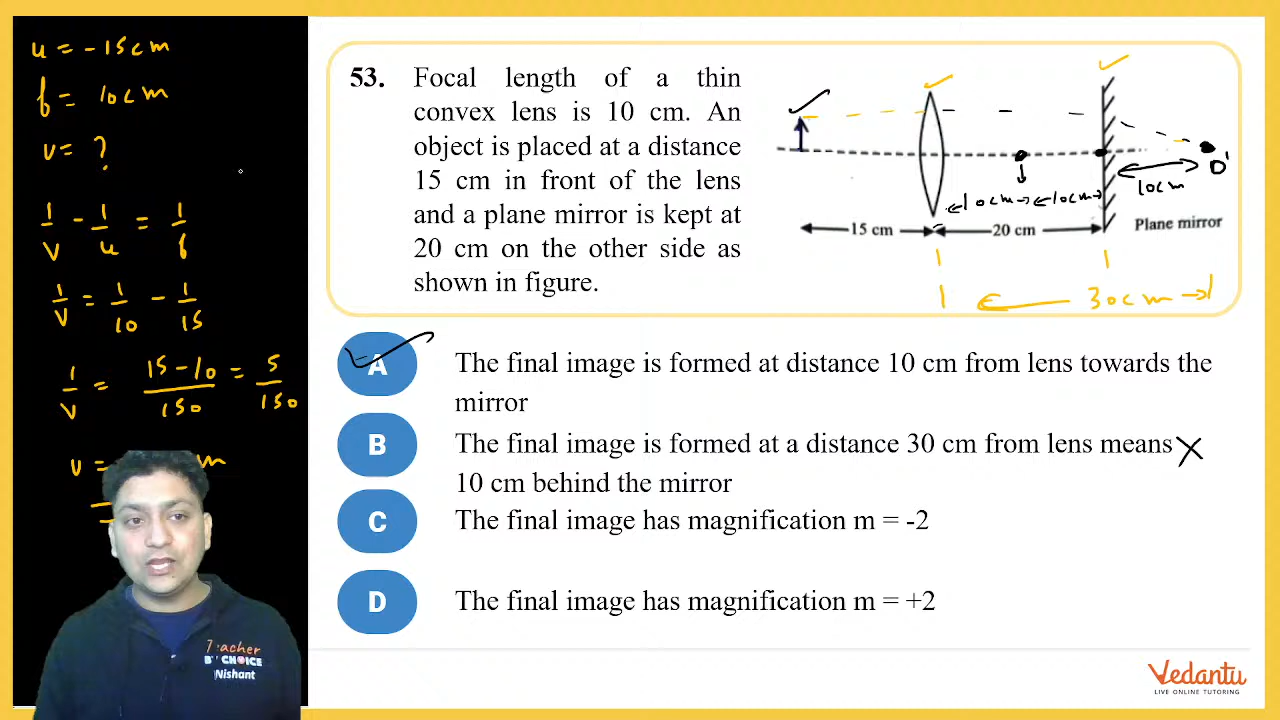 u = -15cm
f = 10cm
v = ?
1/v - 1/u = 1/f
1/v = 1/10 - 1/15
1/v = 15-10/150 = 5/150
v =
m
53. Focal length of a thin
convex lens is 10 cm. An
object is placed at a distance
15 cm in front of the lens
and a plane mirror is kept at
20 cm on the other side as
shown in figure.
O'
10cm
10cm
10cm
15 cm
20 cm
Plane mirror
30cm
A The final image is formed at distance 10 cm from lens towards the
mirror
B The final image is formed at a distance 30 cm from lens means
10 cm behind the mirror
C The final image has magnification m = -2
D The final image has magnification m = +2
Teacher
BY CHOICE
Nishant
Vedantu
LIVE ONLINE TUTORING